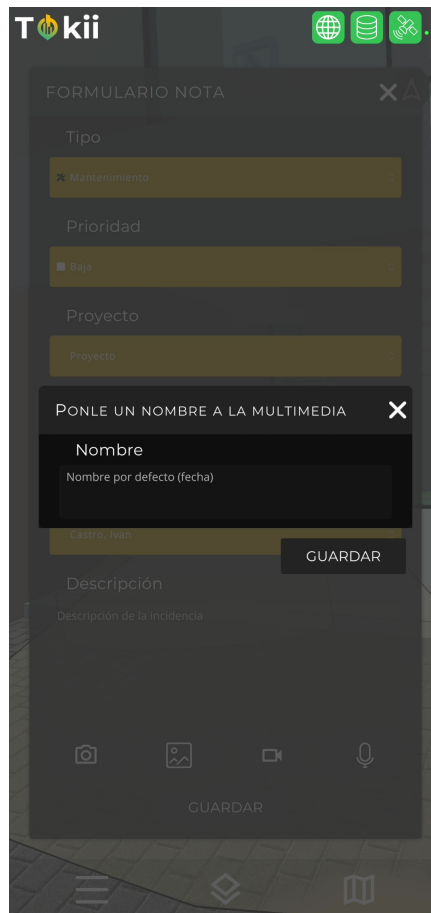 Tokii
FORMULARIO NOTA
Tipo
Mantenimiento
Prioridad
Baja
Proyecto
Proyecto
PONLE UN NOMBRE A LA MULTIMEDIA
Nombre
Nombre por defecto (fecha)
Castro, Iván
GUARDAR
Descripción
Descripción de la incidencia
GUARDAR